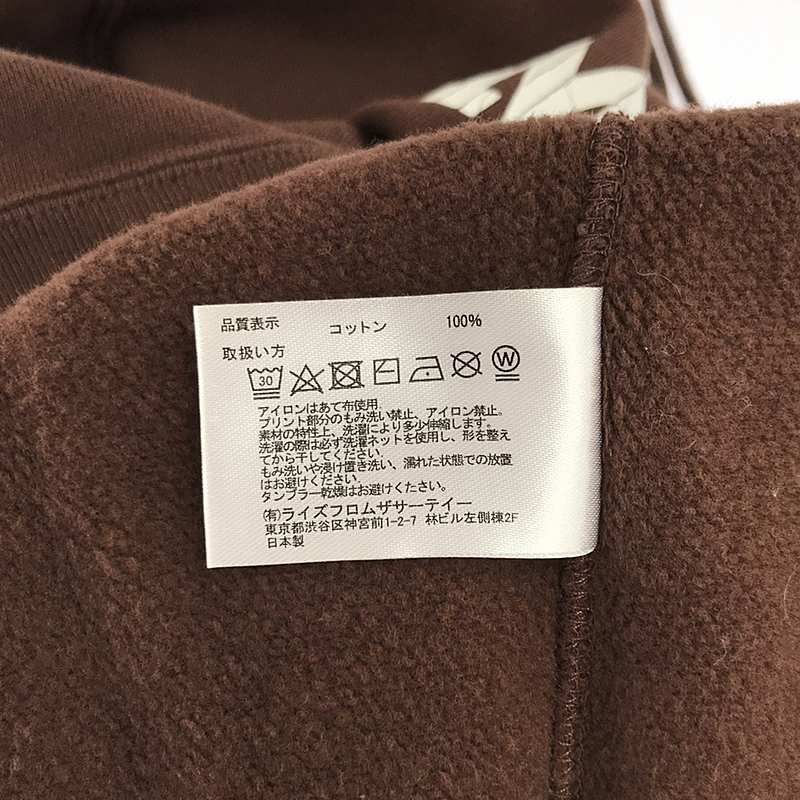 品質表示 コットン 100%
取扱い方
30 W
アイロンはあて布使用
プリント部分のもみ洗い禁止、アイロン禁止。
素材の特性上、洗濯により多少伸縮します。
洗濯の際は必ず洗濯ネットを使用し、形を整え
てから干してください。
もみ洗いや浸け置き洗い、濡れた状態での放置
はお避けください。
タンブラー乾燥はお避けください。
(有)ライズフロムザサーテイー
東京都渋谷区神宮前1-2-7 林ビル左側棟2F
日本製